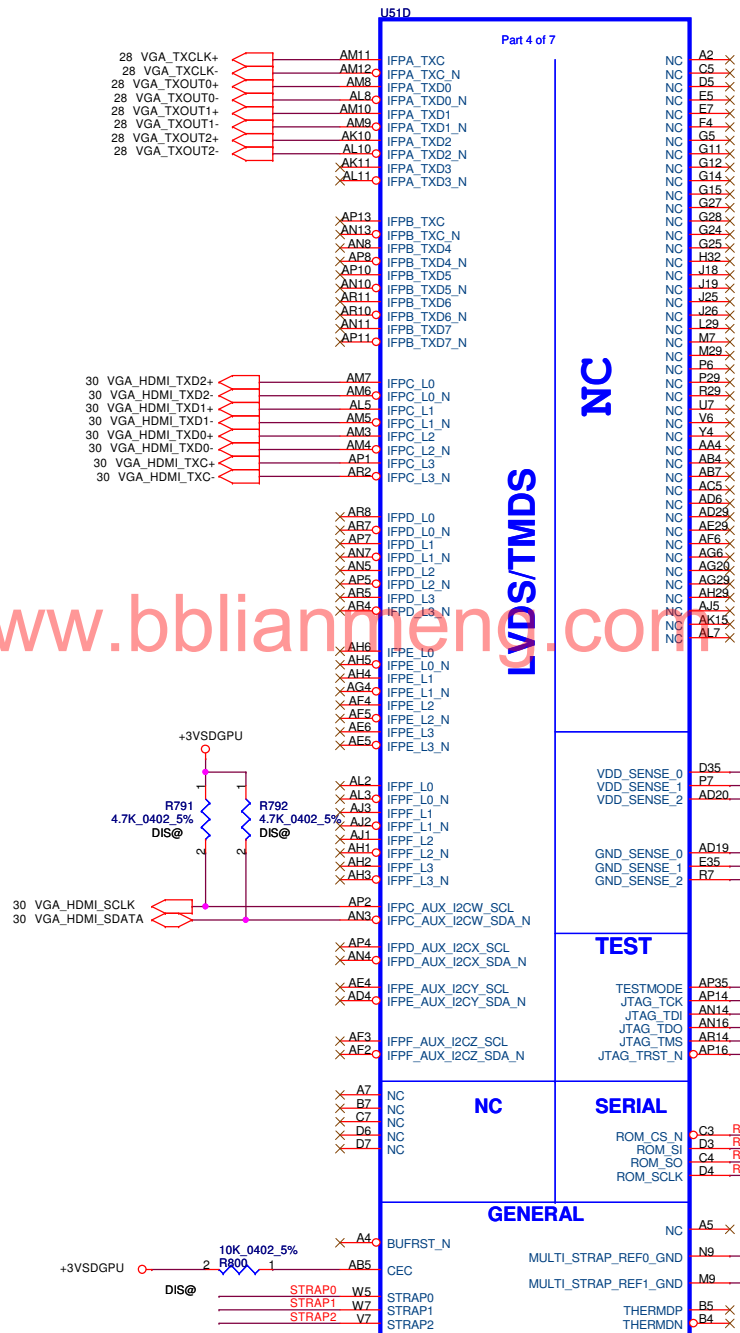 U51D
Part 4 of 7
28 VGA_TXCLK+ AM11 IFPA_TXC
28 VGA_TXCLK- AM12 IFPA_TXC_N
28 VGA_TXOUT0+ AM8 IFPA_TXD0
28 VGA_TXOUT0- AL8 IFPA_TXD0_N
28 VGA_TXOUT1+ AM10 IFPA_TXD1
28 VGA_TXOUT1- AM9 IFPA_TXD1_N
28 VGA_TXOUT2+ AK10 IFPA_TXD2
28 VGA_TXOUT2- AL10 IFPA_TXD2_N
AK11 IFPA_TXD3
AL11 IFPA_TXD3_N
AP13 IFPB_TXC
AN13 IFPB_TXC_N
AN8 IFPB_TXD4
AP8 IFPB_TXD4_N
AP10 IFPB_TXD5
AN10 IFPB_TXD5_N
AR11 IFPB_TXD6
AR10 IFPB_TXD6_N
AN11 IFPB_TXD7
AP11 IFPB_TXD7_N
30 VGA_HDMI_TXD2+ AM7 IFPC_L0
30 VGA_HDMI_TXD2- AM6 IFPC_L0_N
30 VGA_HDMI_TXD1+ AL5 IFPC_L1
30 VGA_HDMI_TXD1- AM5 IFPC_L1_N
30 VGA_HDMI_TXD0+ AM3 IFPC_L2
30 VGA_HDMI_TXD0- AM4 IFPC_L2_N
30 VGA_HDMI_TXC+ AP1 IFPC_L3
30 VGA_HDMI_TXC- AR2 IFPC_L3_N
AR8 IFPD_L0
AR7 IFPD_L0_N
AP7 IFPD_L1
AN7 IFPD_L1_N
AN5 IFPD_L2
AP5 IFPD_L2_N
AR5 IFPD_L3
AR4 IFPD_L3_N
www.bblianmeng.com
AH6 IFPE_L0
AH5 IFPE_L0_N
AH4 IFPE_L1
AG4 IFPE_L1_N
AF4 IFPE_L2
AF5 IFPE_L2_N
AE6 IFPE_L3
AE5 IFPE_L3_N
+3VSDGPU
1 1
R791 R792
4.7K_0402_5% 4.7K_0402_5%
DIS@ DIS@
2 2
AL2 IFPF_L0
AL3 IFPF_L0_N
AJ3 IFPF_L1
AJ2 IFPF_L1_N
AJ1 IFPF_L2
AH1 IFPF_L2_N
AH2 IFPF_L3
AH3 IFPF_L3_N
30 VGA_HDMI_SCLK AP2 IFPC_AUX_I2CW_SCL
30 VGA_HDMI_SDATA AN3 IFPC_AUX_I2CW_SDA_N
AP4 IFPD_AUX_I2CX_SCL
AN4 IFPD_AUX_I2CX_SDA_N
AE4 IFPE_AUX_I2CY_SCL
AD4 IFPE_AUX_I2CY_SDA_N
AF3 IFPF_AUX_I2CZ_SCL
AF2 IFPF_AUX_I2CZ_SDA_N
A7 NC
B7 NC
C7 NC
D6 NC
D7 NC
NC
GENERAL
A4 BUFRST_N
10K_0402_5%
+3VSDGPU 2 R800 1 AB5 CEC
DIS@
STRAP0 W5 STRAP0
STRAP1 W7 STRAP1
STRAP2 V7 STRAP2
LVDS/TMDS
NC
NC A2
NC C5
NC D5
NC E5
NC E7
NC F4
NC G5
NC G11
NC G12
NC G14
NC G15
NC G27
NC G28
NC G24
NC G25
NC H32
NC J18
NC J19
NC J25
NC J26
NC L29
NC M7
NC M29
NC P6
NC P29
NC R29
NC U7
NC V6
NC Y4
NC AA4
NC AB4
NC AB7
NC AC5
NC AD6
NC AD29
NC AE29
NC AF6
NC AG6
NC AG20
NC AG29
NC AH29
NC AJ5
NC AK15
NC AL7
VDD_SENSE_0 D35
VDD_SENSE_1 P7
VDD_SENSE_2 AD20
GND_SENSE_0 AD19
GND_SENSE_1 E35
GND_SENSE_2 R7
TEST
TESTMODE AP35
JTAG_TCK AP14
JTAG_TDI AN14
JTAG_TDO AN16
JTAG_TMS AR14
JTAG_TRST_N AP16
SERIAL
ROM_CS_N C3 R
ROM_SI D3 R
ROM_SO C4 R
ROM_SCLK D4 R
NC A5
MULTI_STRAP_REF0_GND N9
MULTI_STRAP_REF1_GND M9
THERMDP B5
THERMDN B4